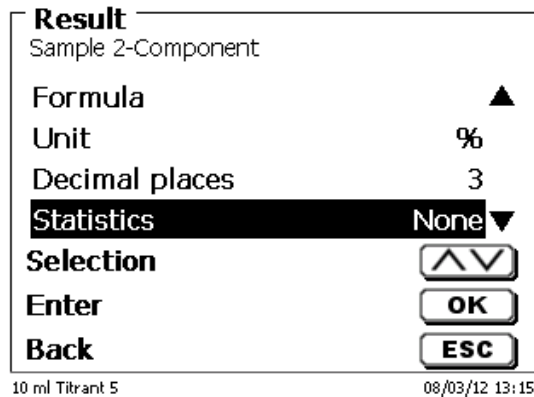 Result
Sample 2-Component
Formula
Unit %
Decimal places 3
Statistics None
Selection
Enter OK
Back ESC
10 ml Titrant 5 08/03/12 13:15